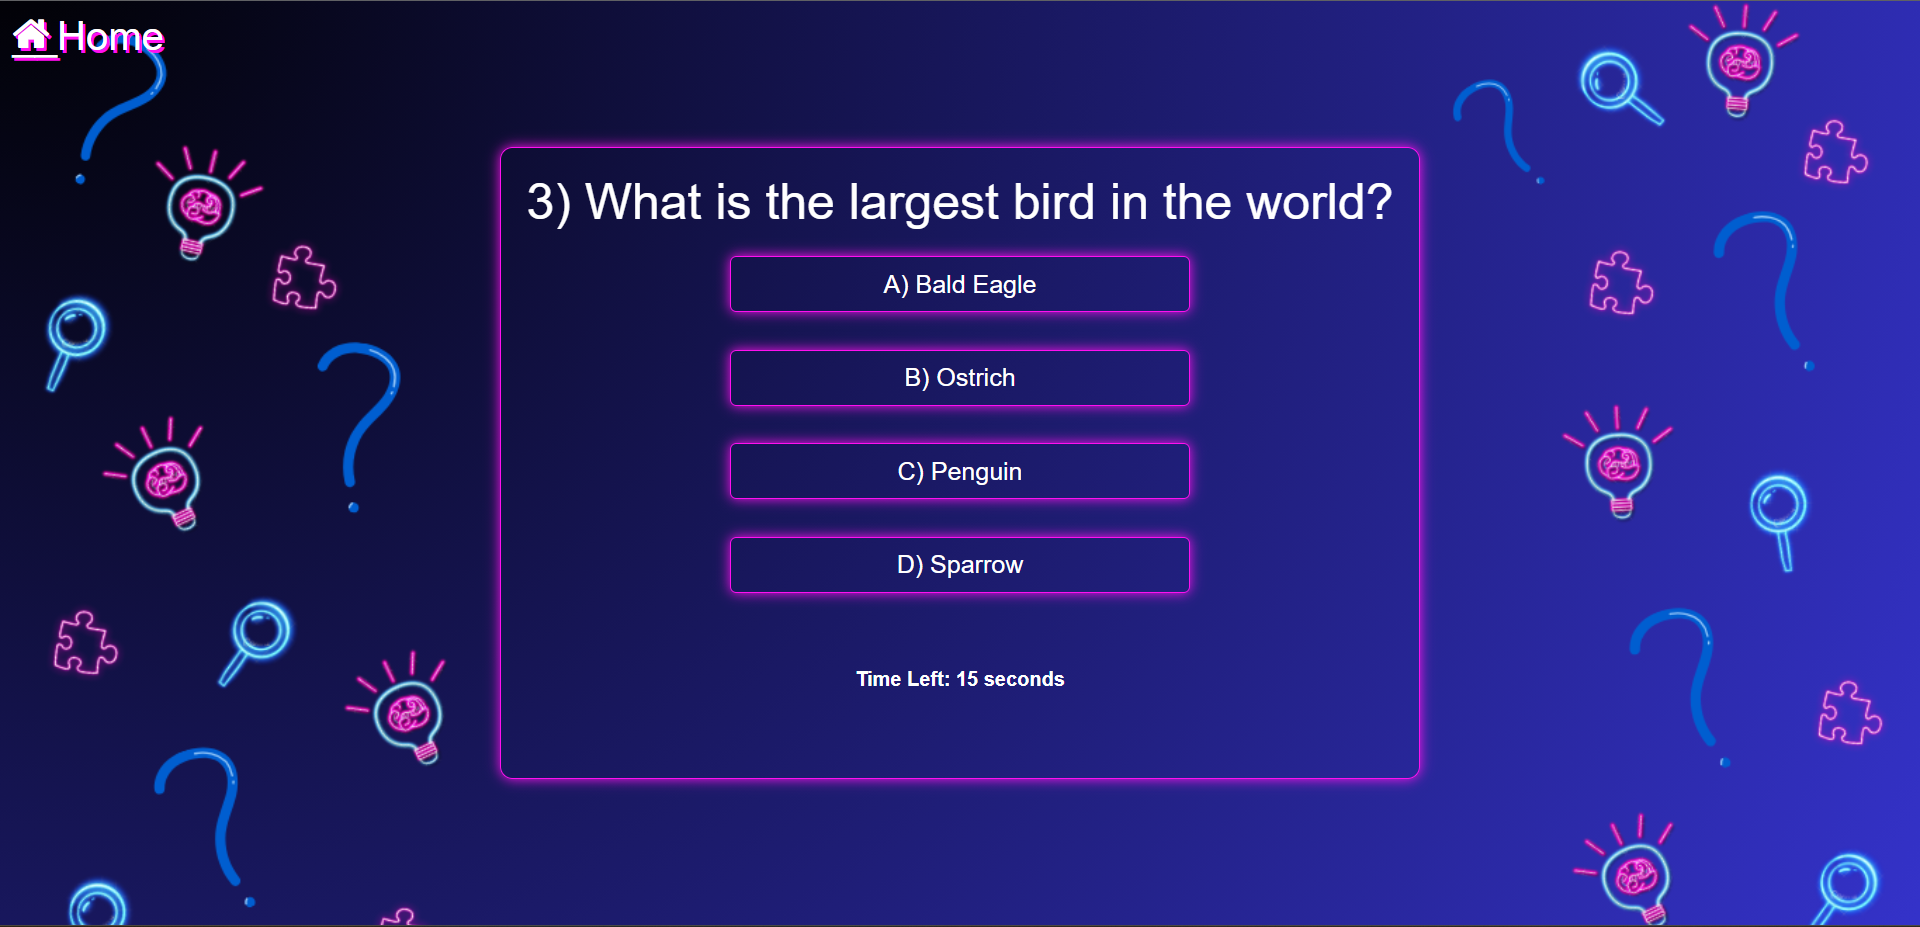 Home
3) What is the largest bird in the world?
A) Bald Eagle
B) Ostrich
C) Penguin
D) Sparrow
Time Left: 15 seconds